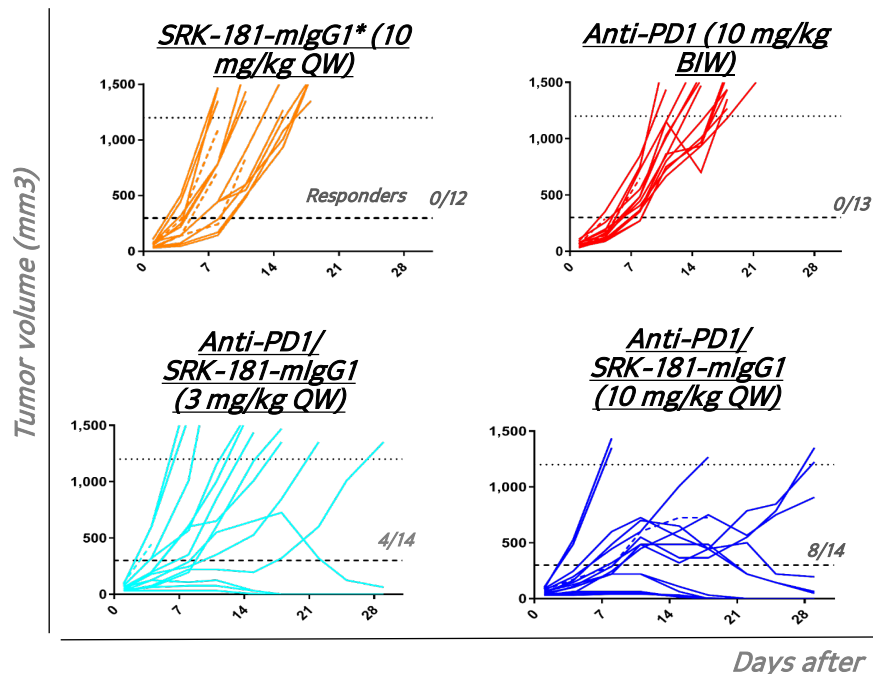 SRK-181-mIgG1* (10
mg/kg QW)
Anti-PD1 (10 mg/kg
BIW)
1,500
1,000
500
0
Responders 0/12
0 7 14 21 28
1,500
1,000
500
0
0/13
0 7 14 21 28
Tumor volume (mm3)
Anti-PD1/
SRK-181-mIgG1
(3 mg/kg QW)
Anti-PD1/
SRK-181-mIgG1
(10 mg/kg QW)
1,500
1,000
500
0
4/14
0 7 14 21 28
1,500
1,000
500
0
8/14
0 7 14 21 28
Days after